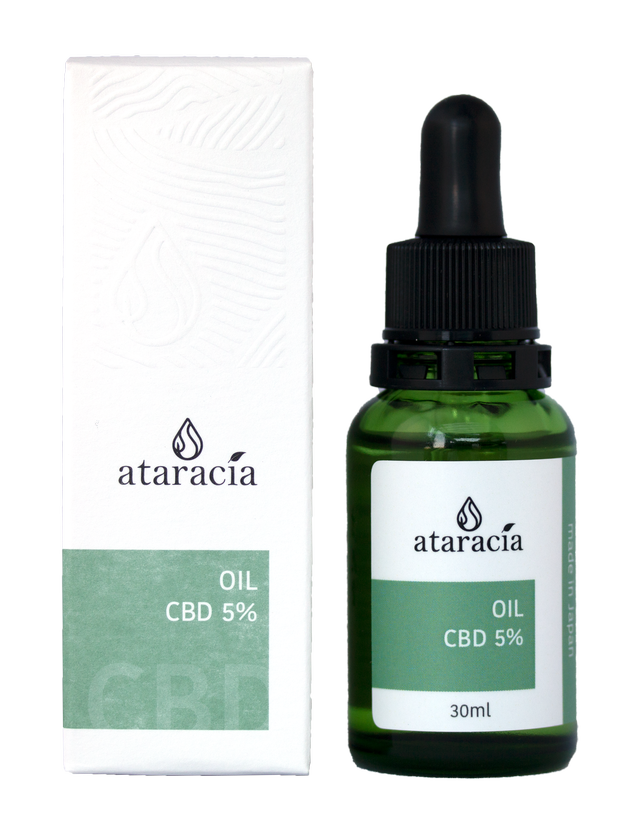 ataracia
OIL
CBD 5%
CBD
ataracia
OIL
CBD 5%
30ml
made in Japan